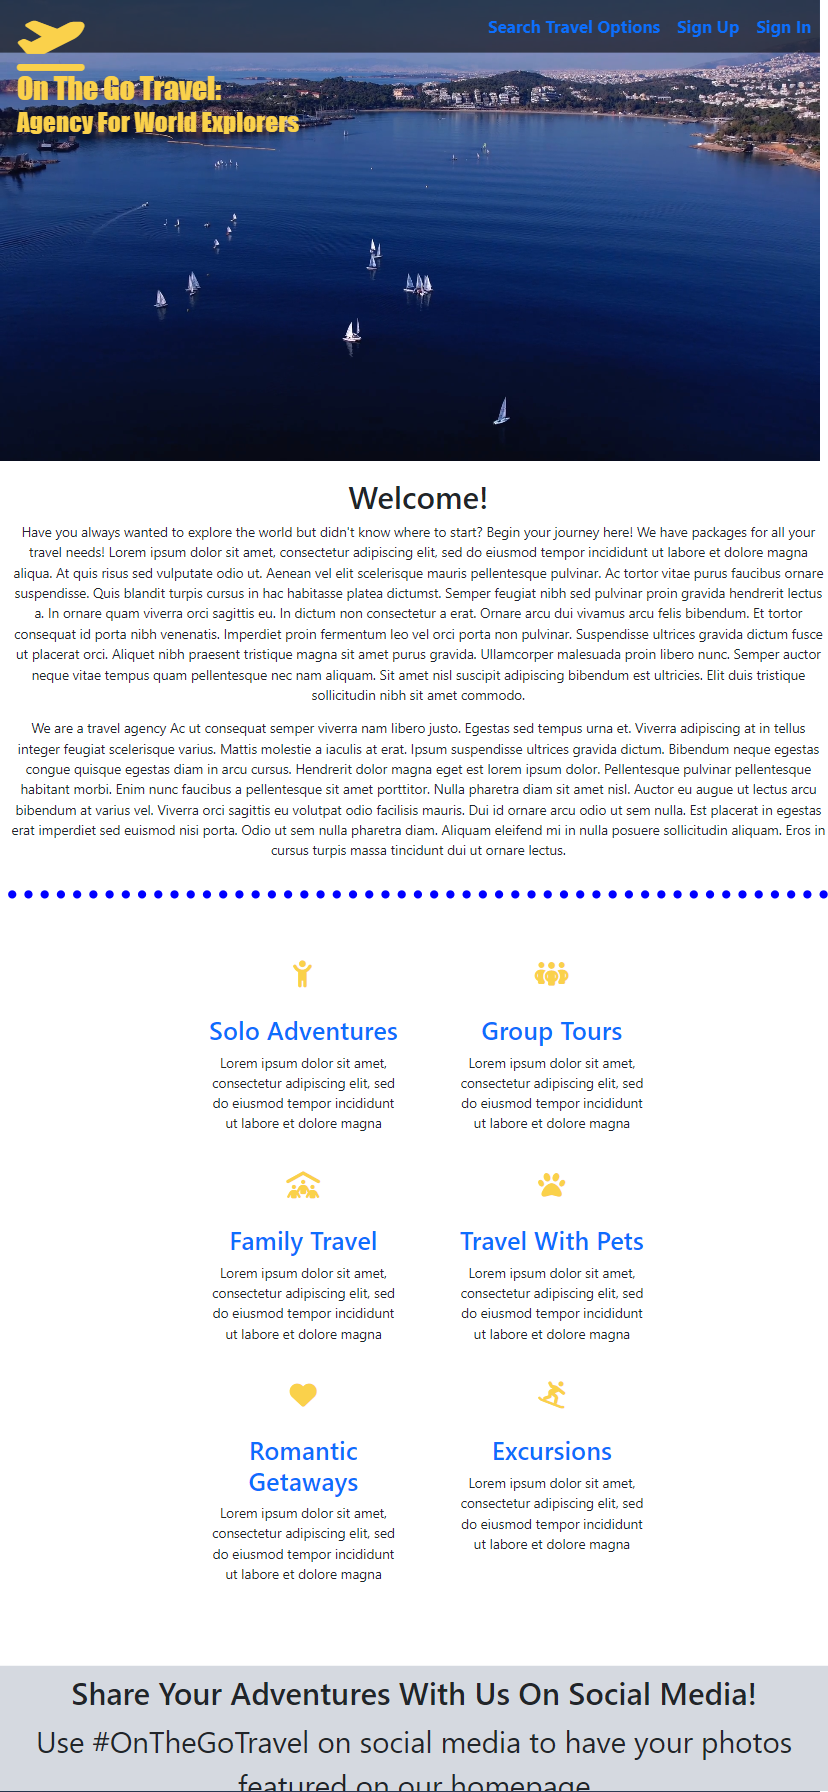 Search Travel Options Sign Up Sign In
On The Go Travel:
Agency For World Explorers
Welcome!
Have you always wanted to explore the world but didn't know where to start? Begin your journey here! We have packages for all your
travel needs! Lorem ipsum dolor sit amet, consectetur adipiscing elit, sed do eiusmod tempor incididunt ut labore et dolore magna
aliqua. At quis risus sed vulputate odio ut. Aenean vel elit scelerisque mauris pellentesque pulvinar. Ac tortor vitae purus faucibus ornare
suspendisse. Quis blandit turpis cursus in hac habitasse platea dictumst. Semper feugiat nibh sed pulvinar proin gravida hendrerit lectus
a. In ornare quam viverra orci sagittis eu. In dictum non consectetur a erat. Ornare arcu dui vivamus arcu felis bibendum. Et tortor
consequat id porta nibh venenatis. Imperdiet proin fermentum leo vel orci porta non pulvinar. Suspendisse ultrices gravida dictum fusce
ut placerat orci. Aliquet nibh praesent tristique magna sit amet purus gravida. Ullamcorper malesuada proin libero nunc. Semper auctor
neque vitae tempus quam pellentesque nec nam aliquam. Sit amet nisl suscipit adipiscing bibendum est ultricies. Elit duis tristique
sollicitudin nibh sit amet commodo.
We are a travel agency Ac ut consequat semper viverra nam libero justo. Egestas sed tempus urna et. Viverra adipiscing at in tellus
integer feugiat scelerisque varius. Mattis molestie a iaculis at erat. Ipsum suspendisse ultrices gravida dictum. Bibendum neque egestas
congue quisque egestas diam in arcu cursus. Hendrerit dolor magna eget est lorem ipsum dolor. Pellentesque pulvinar pellentesque
habitant morbi. Enim nunc faucibus a pellentesque sit amet porttitor. Nulla pharetra diam sit amet nisl. Auctor eu augue ut lectus arcu
bibendum at varius vel. Viverra orci sagittis eu volutpat odio facilisis mauris. Dui id ornare arcu odio ut sem nulla. Est placerat in egestas
erat imperdiet sed euismod nisi porta. Odio ut sem nulla pharetra diam. Aliquam eleifend mi in nulla posuere sollicitudin aliquam. Eros in
cursus turpis massa tincidunt dui ut ornare lectus.
Solo Adventures
Lorem ipsum dolor sit amet,
consectetur adipiscing elit, sed
do eiusmod tempor incididunt
ut labore et dolore magna
Group Tours
Lorem ipsum dolor sit amet,
consectetur adipiscing elit, sed
do eiusmod tempor incididunt
ut labore et dolore magna
Family Travel
Lorem ipsum dolor sit amet,
consectetur adipiscing elit, sed
do eiusmod tempor incididunt
ut labore et dolore magna
Travel With Pets
Lorem ipsum dolor sit amet,
consectetur adipiscing elit, sed
do eiusmod tempor incididunt
ut labore et dolore magna
Romantic
Getaways
Lorem ipsum dolor sit amet,
consectetur adipiscing elit, sed
do eiusmod tempor incididunt
ut labore et dolore magna
Excursions
Lorem ipsum dolor sit amet,
consectetur adipiscing elit, sed
do eiusmod tempor incididunt
ut labore et dolore magna
Share Your Adventures With Us On Social Media!
Use #OnTheGoTravel on social media to have your photos
featured on our homepage